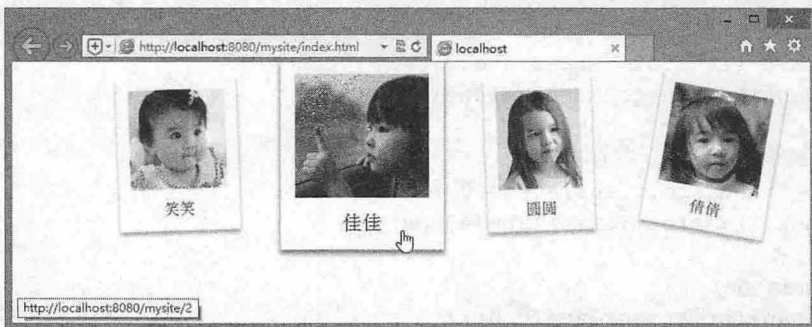 http://localhost:8080/mysite/index.html
localhost
笑笑
佳佳
圆圆
倩倩
http://localhost:8080/mysite/2